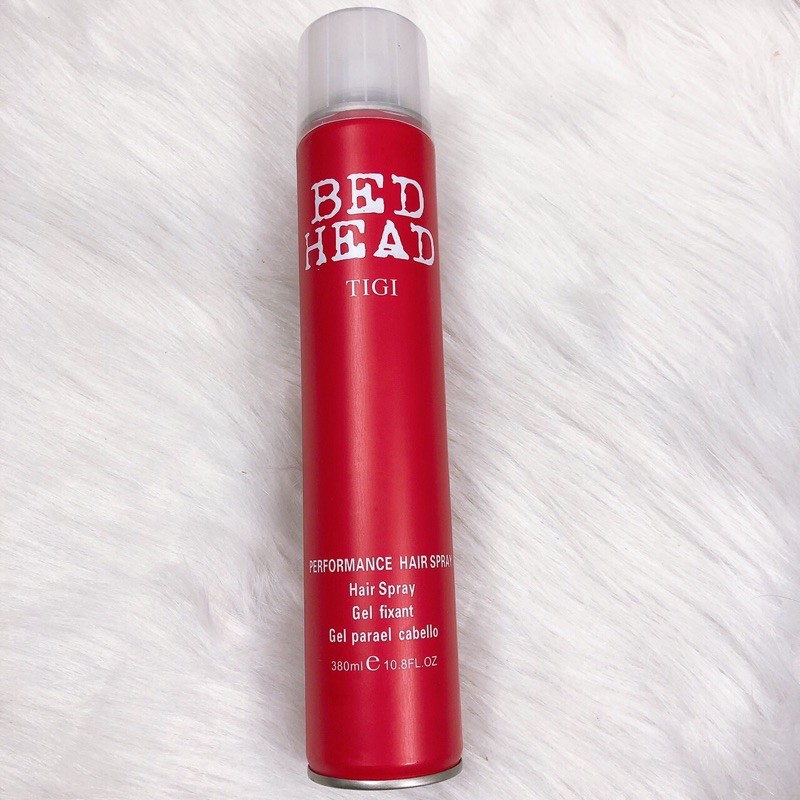 BED
HEAD
TIGI
PERFORMANCE HAIR SPRAY
Hair Spray
Gel fixant
Gel parael cabello
380ml e 10.8FL.OZ